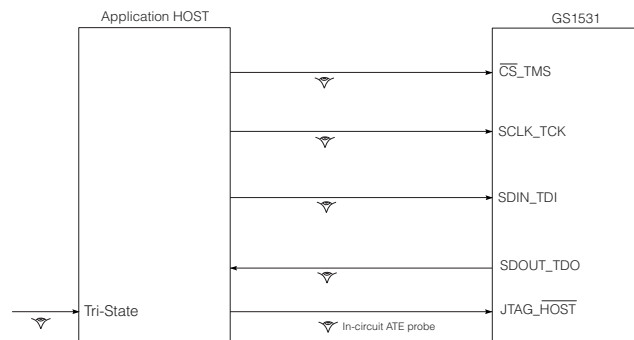 Application HOST
GS1531
CS_TMS
SCLK_TCK
SDIN_TDI
SDOUT_TDO
Tri-State
JTAG_HOST
In-circuit ATE probe